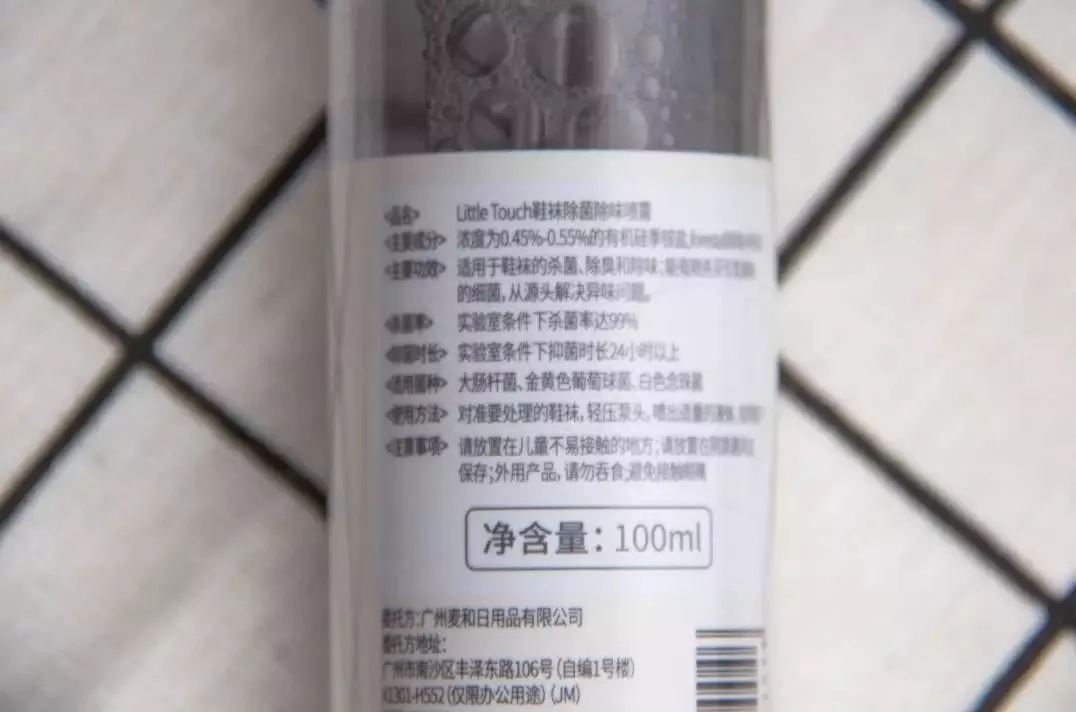 <品名> Little Touch鞋袜除菌除味喷雾
<主要成分> 浓度为0.45%-0.55%的有机硅季铵盐,
<主要功效> 适用于鞋袜的杀菌、除臭和除味;
的细菌,从源头解决异味问题。
<杀菌率> 实验室条件下杀菌率达99%
<抑菌时长> 实验室条件下抑菌时长24小时以上
<适用菌种> 大肠杆菌、金黄色葡萄球菌、白色念珠菌
<使用方法> 对准要处理的鞋袜,轻压泵头,喷出适量的液体,
<注意事项> 请放置在儿童不易接触的地方;请放置在阴凉通风处
保存;外用产品,请勿吞食;避免接触眼睛
净含量:100ml
委托方:广州麦和日用品有限公司
委托方地址:
广州市南沙区丰泽东路106号(自编1号楼)
X1301-H552(仅限办公用途)(JM)